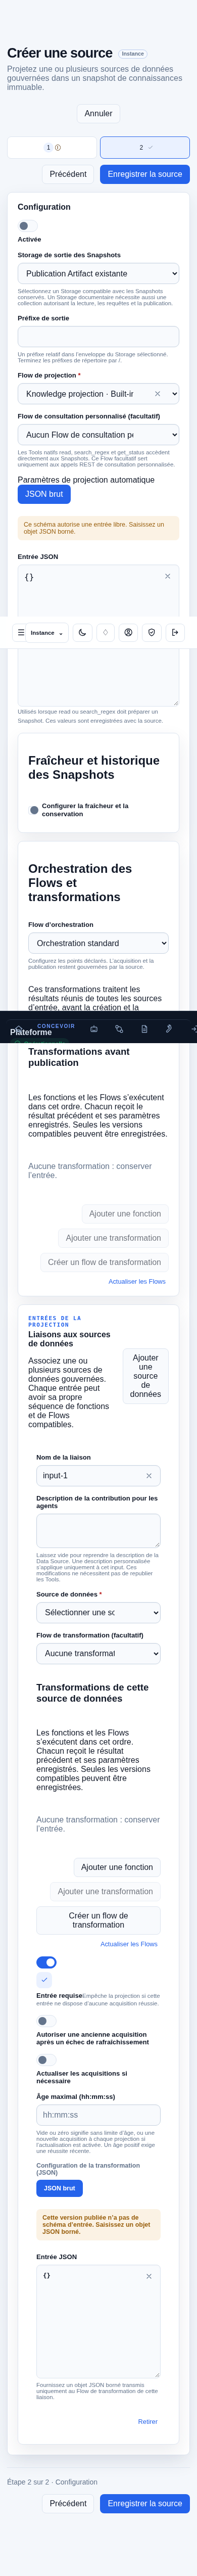 Créer une source Instance
Projetez une ou plusieurs sources de données
gouvernées dans un snapshot de connaissances
immuable.
Annuler
1
2
Précédent
Enregistrer la source
Configuration
Activée
Storage de sortie des Snapshots
Publication Artifact existante
Sélectionnez un Storage compatible avec les Snapshots
conservés. Un Storage documentaire nécessite aussi une
collection autorisant la lecture, les requêtes et la publication.
Préfixe de sortie
Un préfixe relatif dans l'enveloppe du Storage sélectionné.
Terminez les préfixes de répertoire par /.
Flow de projection *
Knowledge projection · Built-in
Flow de consultation personnalisé (facultatif)
Aucun Flow de consultation pe
Les Tools natifs read, search_regex et get_status accèdent
directement aux Snapshots. Ce Flow facultatif sert
uniquement aux appels REST de consultation personnalisée.
Paramètres de projection automatique
JSON brut
Ce schéma autorise une entrée libre. Saisissez un
objet JSON borné.
Entrée JSON
{}
Instance
Utilisés lorsque read ou search_regex doit préparer un
Snapshot. Ces valeurs sont enregistrées avec la source.
Fraîcheur et historique
des Snapshots
Configurer la fraîcheur et la
conservation
Orchestration des
Flows et
transformations
Flow d'orchestration
Orchestration standard
Configurez les points déclarés. L'acquisition et la
publication restent gouvernées par la source.
Ces transformations traitent les
résultats réunis de toutes les sources
d'entrée, avant la création et la
CONCEVOIR
Plateforme
Transformations avant
publication
Les fonctions et les Flows s'exécutent
dans cet ordre. Chacun reçoit le
résultat précédent et ses paramètres
enregistrés. Seules les versions
compatibles peuvent être enregistrées.
Aucune transformation : conserver
l'entrée.
Ajouter une fonction
Ajouter une transformation
Créer un flow de transformation
Actualiser les Flows
ENTRÉES DE LA
PROJECTION
Liaisons aux sources
de données
Associez une ou
plusieurs sources de
données gouvernées.
Chaque entrée peut
avoir sa propre
séquence de fonctions
et de Flows
compatibles.
Ajouter
une
source
de
données
Nom de la liaison
input-1
Description de la contribution pour les
agents
Laissez vide pour reprendre la description de la
Data Source. Une description personnalisée
s'applique uniquement à cet input. Ces
modifications ne nécessitent pas de republier
les Tools.
Source de données *
Sélectionner une so
Flow de transformation (facultatif)
Aucune transformat
Transformations de cette
source de données
Les fonctions et les Flows
s'exécutent dans cet ordre.
Chacun reçoit le résultat
précédent et ses paramètres
enregistrés. Seules les versions
compatibles peuvent être
enregistrées.
Aucune transformation : conserver
l'entrée.
Ajouter une fonction
Ajouter une transformation
Créer un flow de
transformation
Actualiser les Flows
Entrée requise Empêche la projection si cette
entrée ne dispose d'aucune acquisition réussie.
Autoriser une ancienne acquisition
après un échec de rafraîchissement
Actualiser les acquisitions si
nécessaire
Âge maximal (hh:mm:ss)
hh:mm:ss
Vide ou zéro signifie sans limite d'âge, ou une
nouvelle acquisition à chaque projection si
l'actualisation est activée. Un âge positif exige
une réussite récente.
Configuration de la transformation
(JSON)
JSON brut
Cette version publiée n'a pas de
schéma d'entrée. Saisissez un objet
JSON borné.
Entrée JSON
{}
Fournissez un objet JSON borné transmis
uniquement au Flow de transformation de cette
liaison.
Retirer
Étape 2 sur 2 · Configuration
Précédent
Enregistrer la source